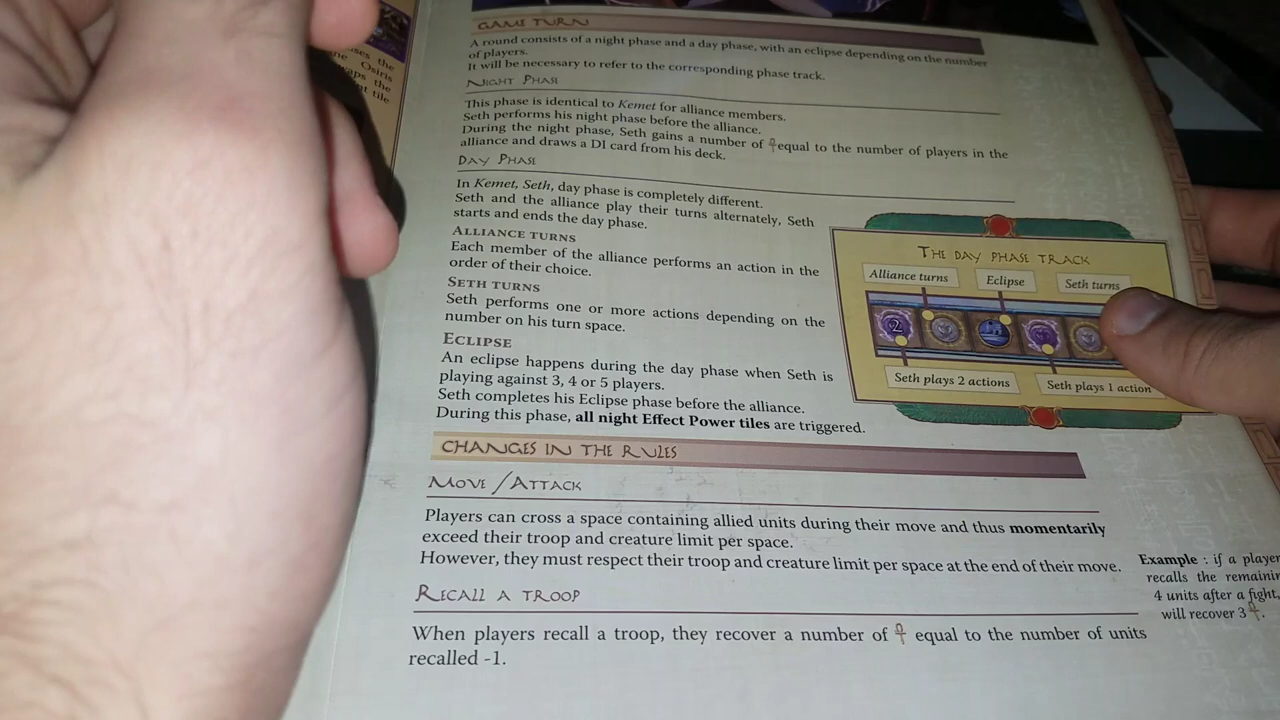 uses the
Osiris
the
tile
GAME TURN
A round consists of a night phase and a day phase, with an eclipse depending on the number
of players.
It will be necessary to refer to the corresponding phase track.
NIGHT PHASE
This phase is identical to Kemet for alliance members.
Seth performs his night phase before the alliance.
During the night phase, Seth gains a number of equal to the number of players in the
alliance and draws a DI card from his deck.
DAY PHASE
In Kemet, Seth, day phase is completely different.
Seth and the alliance play their turns alternately, Seth
starts and ends the day phase.
ALLIANCE TURNS
Each member of the alliance performs an action in the
order of their choice.
SETH TURNS
Seth performs one or more actions depending on the
number on his turn space.
ECLIPSE
An eclipse happens during the day phase when Seth is
playing against 3, 4 or 5 players.
Seth completes his Eclipse phase before the alliance.
During this phase, all night Effect Power tiles are triggered.
THE DAY PHASE TRACK
Alliance turns
Eclipse
Seth turns
2
Seth plays 2 actions
Seth plays 1 action
CHANGES IN THE RULES
MOVE/ATTACK
Players can cross a space containing allied units during their move and thus momentarily
exceed their troop and creature limit per space.
However, they must respect their troop and creature limit per space at the end of their move.
RECALL A TROOP
When players recall a troop, they recover a number of equal to the number of units
recalled -1.
Example : if a player
recalls the remainin
4 units after a fight,
will recover 3 .